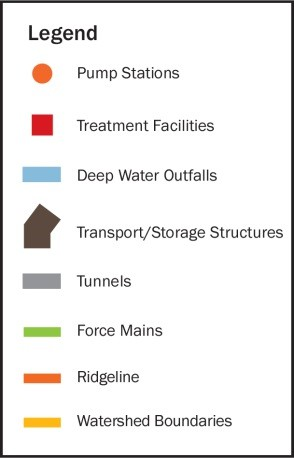 Legend
Pump Stations
Treatment Facilities
Deep Water Outfalls
Transport/Storage Structures
Tunnels
Force Mains
Ridgeline
Watershed Boundaries